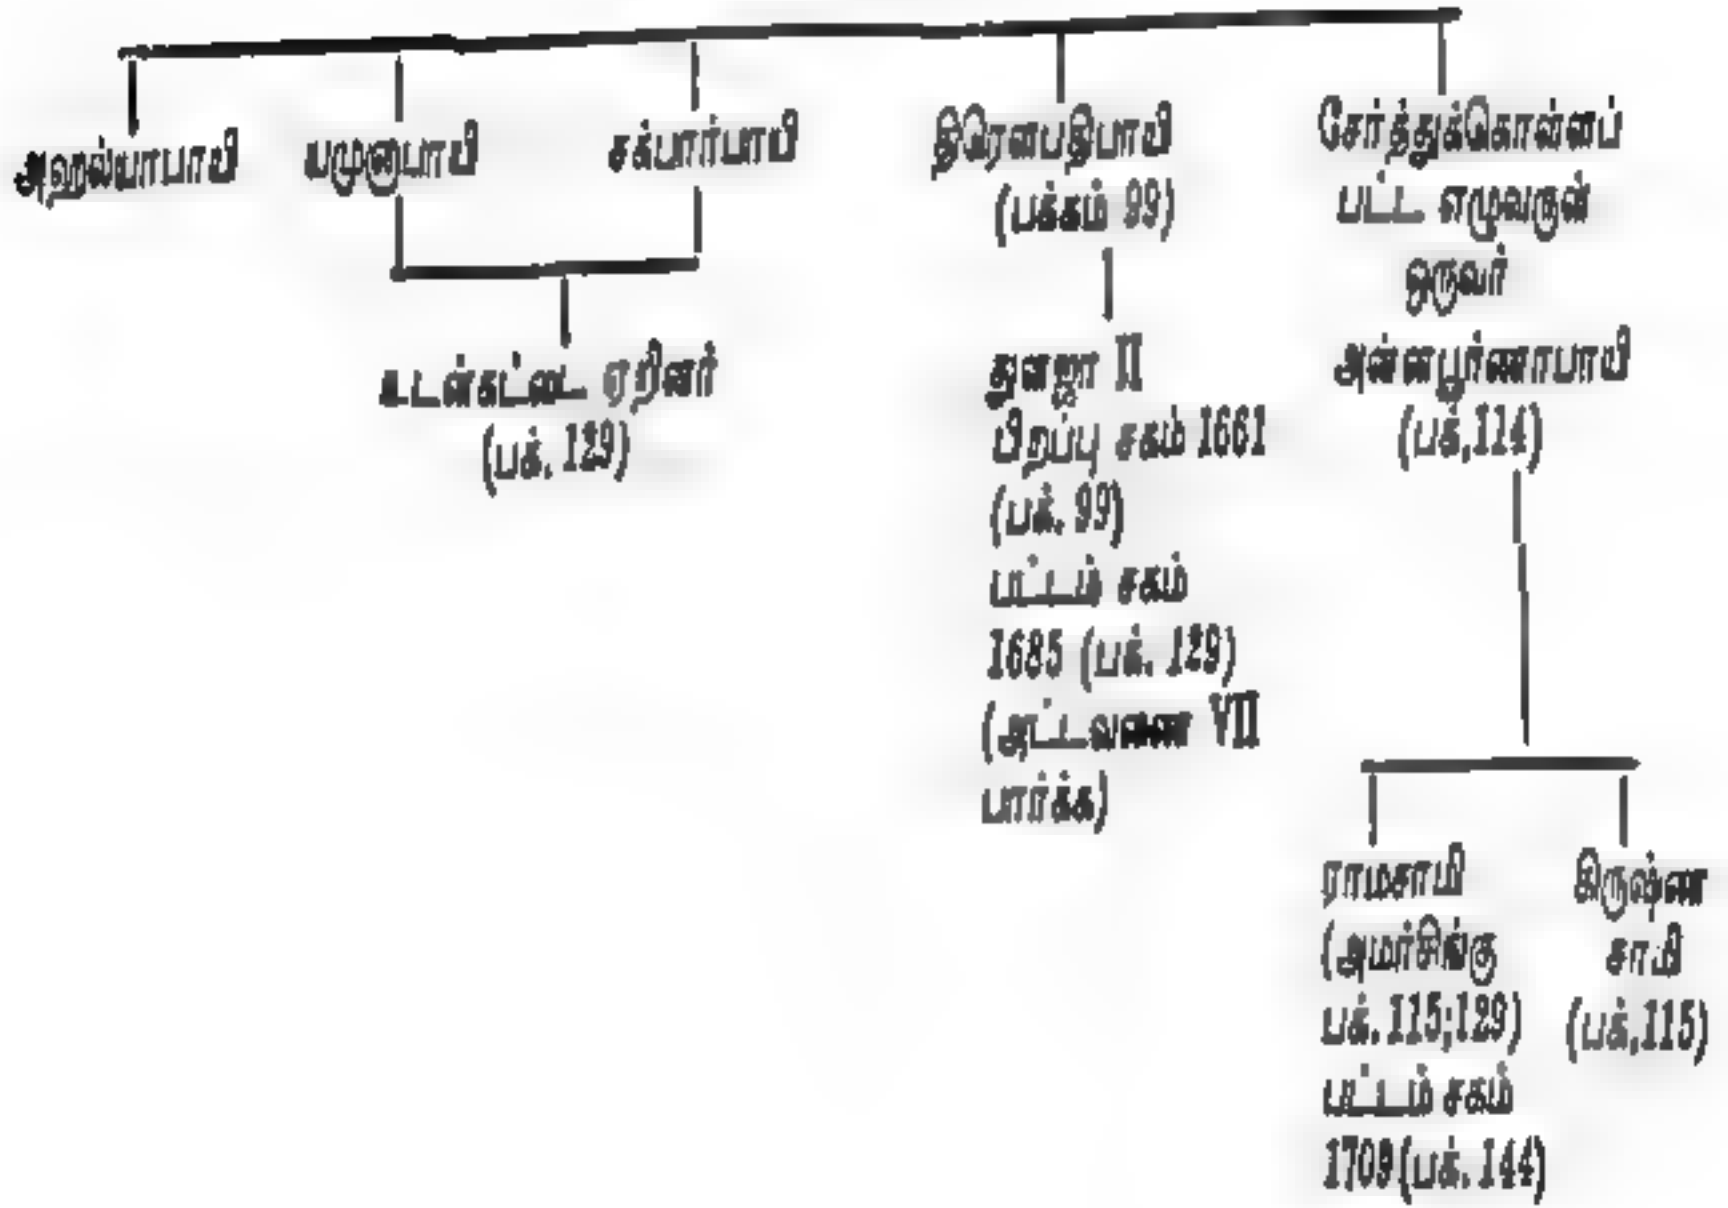 அஹல்யாபாயி
யமுனாபாயி
சக்பார்பாயி
உடன்கட்டை ஏறினர்
(பக். 129)
திரௌபதிபாயி
(பக்கம் 99)
துளஜா II
பிறப்பு சகம் 1661
(பக். 99)
பட்டம் சகம்
1685 (பக். 129)
(அட்டவணை VII
பார்க்க)
சேர்த்துக்கொள்ளப்
பட்ட எழுவருள்
ஒருவர்
அன்னபூர்ணாபாயி
(பக்.114)
ராமசாமி
(அமர்சிங்கு
பக். 115;129)
பட்டம் சகம்
1709 (பக். 144)
கிருஷ்ண
சாமி
(பக்.115)